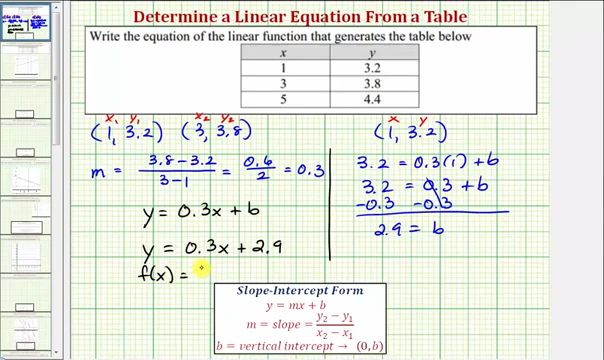 Determine a Linear Equation From a Table
Write the equation of the linear function that generates the table below
x y
1 3.2
3 3.8
5 4.4
x₁ y₁ x₂ y₂
(1, 3.2) (3, 3.8)
m = (3.8 − 3.2)/(3 − 1) = 0.6/2 = 0.3
y = 0.3x + b
y = 0.3x + 2.9
f(x) =
x y
(1, 3.2)
3.2 = 0.3(1) + b
3.2 = 0.3 + b
−0.3 −0.3
2.9 = b
Slope-Intercept Form
y = mx + b
m = slope = (y₂ − y₁)/(x₂ − x₁)
b = vertical intercept → (0, b)